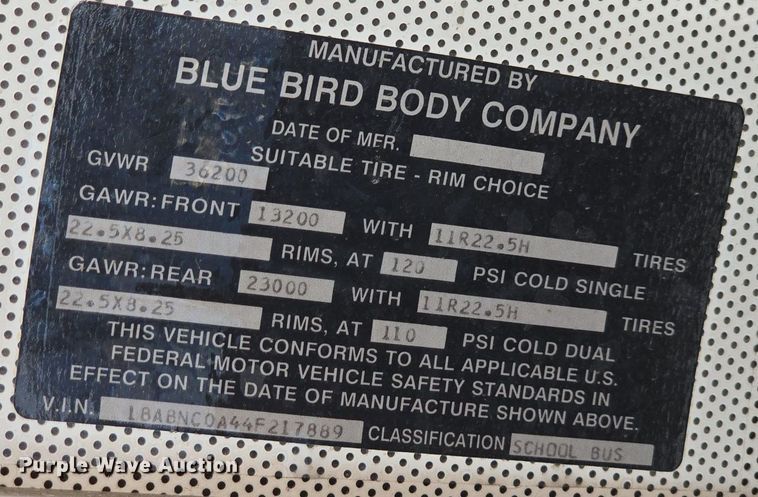 MANUFACTURED BY
BLUE BIRD BODY COMPANY
DATE OF MFR.
SUITABLE TIRE - RIM CHOICE
GVWR 36200
GAWR: FRONT 13200 WITH 11R22.5H TIRES
22.5X8.25 RIMS, AT 120 PSI COLD SINGLE
GAWR: REAR 23000 WITH 11R22.5H TIRES
22.5X8.25 RIMS, AT 110 PSI COLD DUAL
THIS VEHICLE CONFORMS TO ALL APPLICABLE U.S.
FEDERAL MOTOR VEHICLE SAFETY STANDARDS IN
EFFECT ON THE DATE OF MANUFACTURE SHOWN ABOVE.
V.I.N. 1BABNC0A44F217889 CLASSIFICATION SCHOOL BUS
Purple Wave Auction